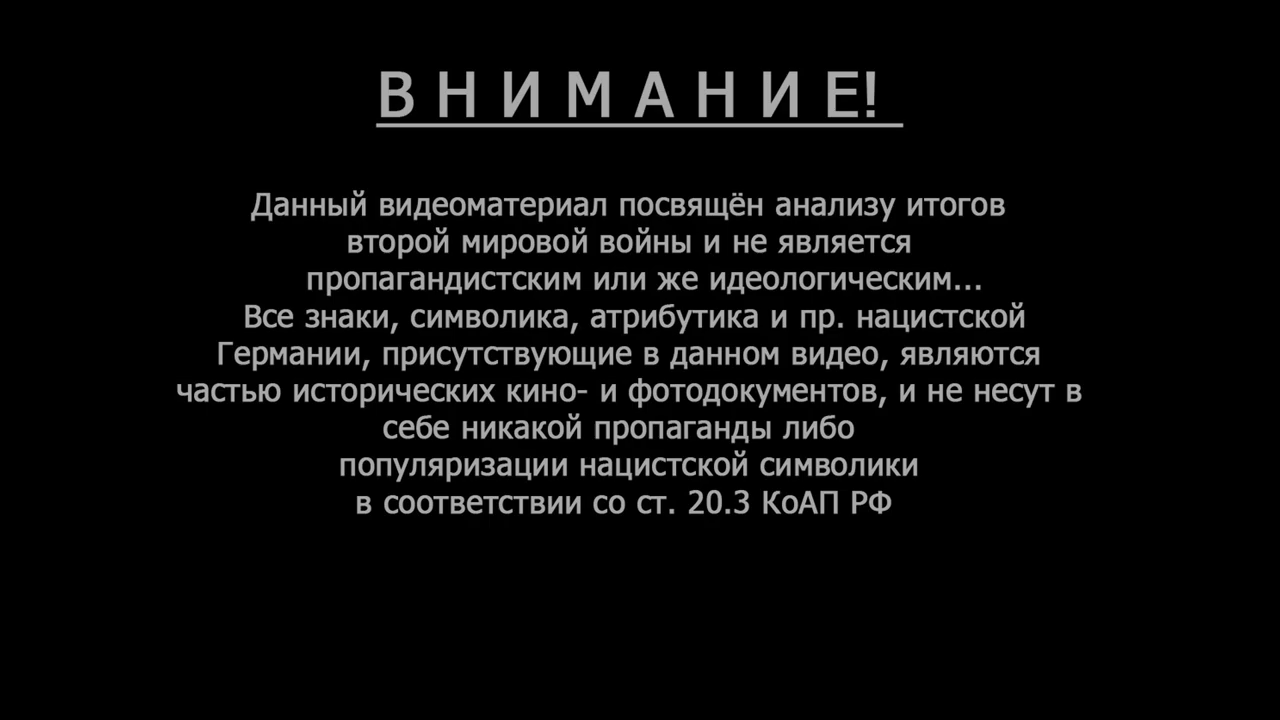 ВНИМАНИЕ!
Данный видеоматериал посвящён анализу итогов
второй мировой войны и не является
пропагандистским или же идеологическим...
Все знаки, символика, атрибутика и пр. нацистской
Германии, присутствующие в данном видео, являются
частью исторических кино- и фотодокументов, и не несут в
себе никакой пропаганды либо
популяризации нацистской символики
в соответствии со ст. 20.3 КоАП РФ